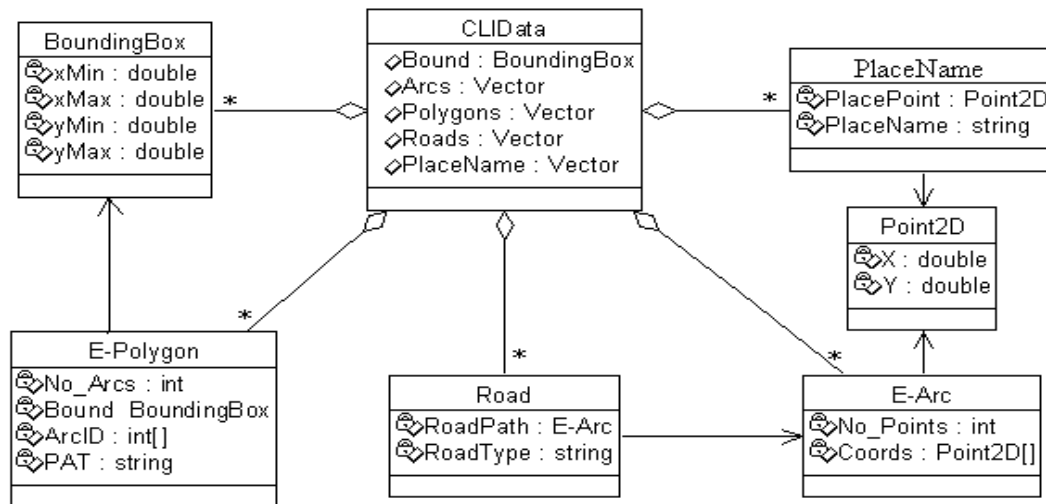 BoundingBox
xMin : double
xMax : double
yMin : double
yMax : double
*
CLIData
Bound : BoundingBox
Arcs : Vector
Polygons : Vector
Roads : Vector
PlaceName : Vector
*
PlaceName
PlacePoint : Point2D
PlaceName : string
Point2D
X : double
Y : double
*
E-Polygon
No_Arcs : int
Bound BoundingBox
ArcID : int[]
PAT : string
*
Road
RoadPath : E-Arc
RoadType : string
*
E-Arc
No_Points : int
Coords : Point2D[]